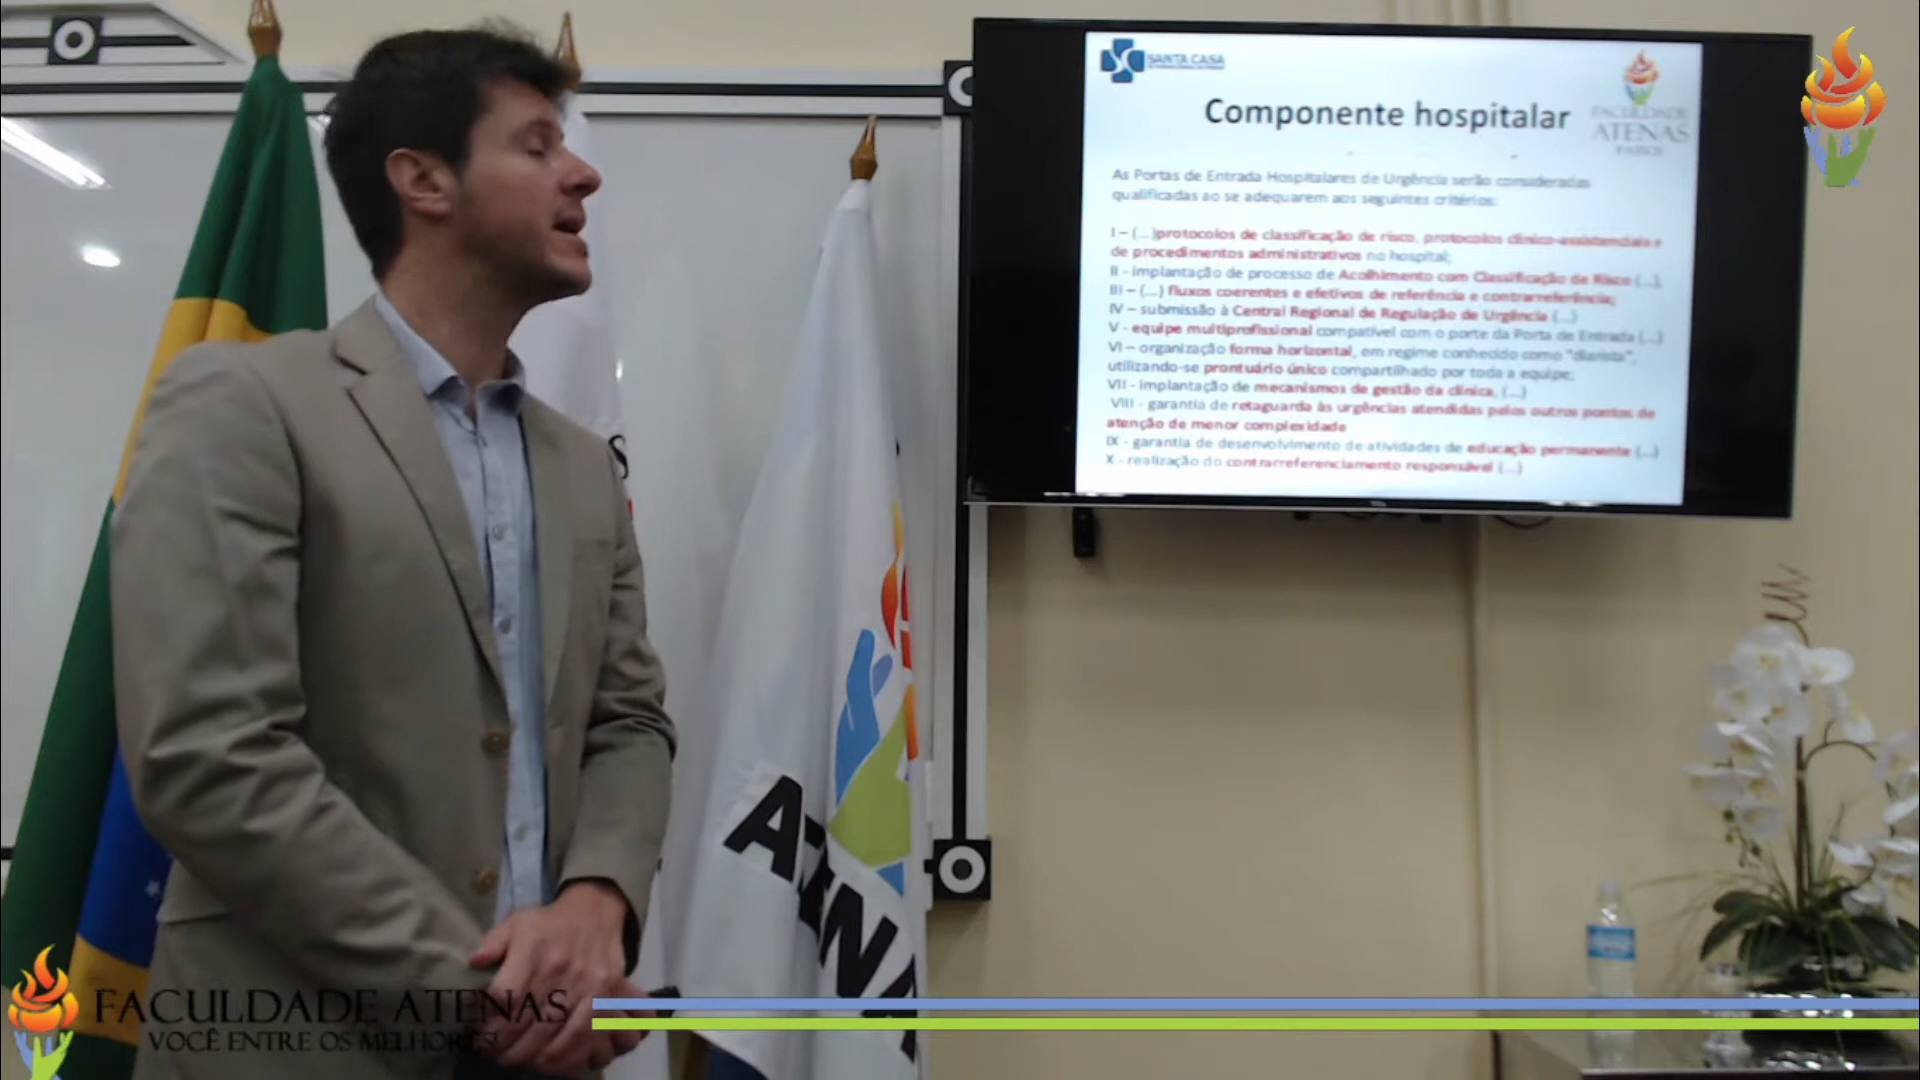 SANTA CASA
Componente hospitalar
FACULDADE
ATENAS
PASSOS
As Portas de Entrada Hospitalares de Urgência serão consideradas
qualificadas ao se adequarem aos seguintes critérios:
I – (...)protocolos de classificação de risco, protocolos clínico-assistenciais e
de procedimentos administrativos no hospital;
II - implantação de processo de Acolhimento com Classificação de Risco (...),
III – (...) fluxos coerentes e efetivos de referência e contrarreferência;
IV – submissão à Central Regional de Regulação de Urgência (...)
V - equipe multiprofissional compatível com o porte da Porta de Entrada (...)
VI – organização forma horizontal, em regime conhecido como "diarista",
utilizando-se prontuário único compartilhado por toda a equipe;
VII - implantação de mecanismos de gestão da clínica, (...)
VIII - garantia de retaguarda às urgências atendidas pelos outros pontos de
atenção de menor complexidade
IX - garantia de desenvolvimento de atividades de educação permanente (...)
X - realização do contrarreferenciamento responsável (...)
S
ATENA
FACULDADE ATENAS
VOCÊ ENTRE OS MELHORES!